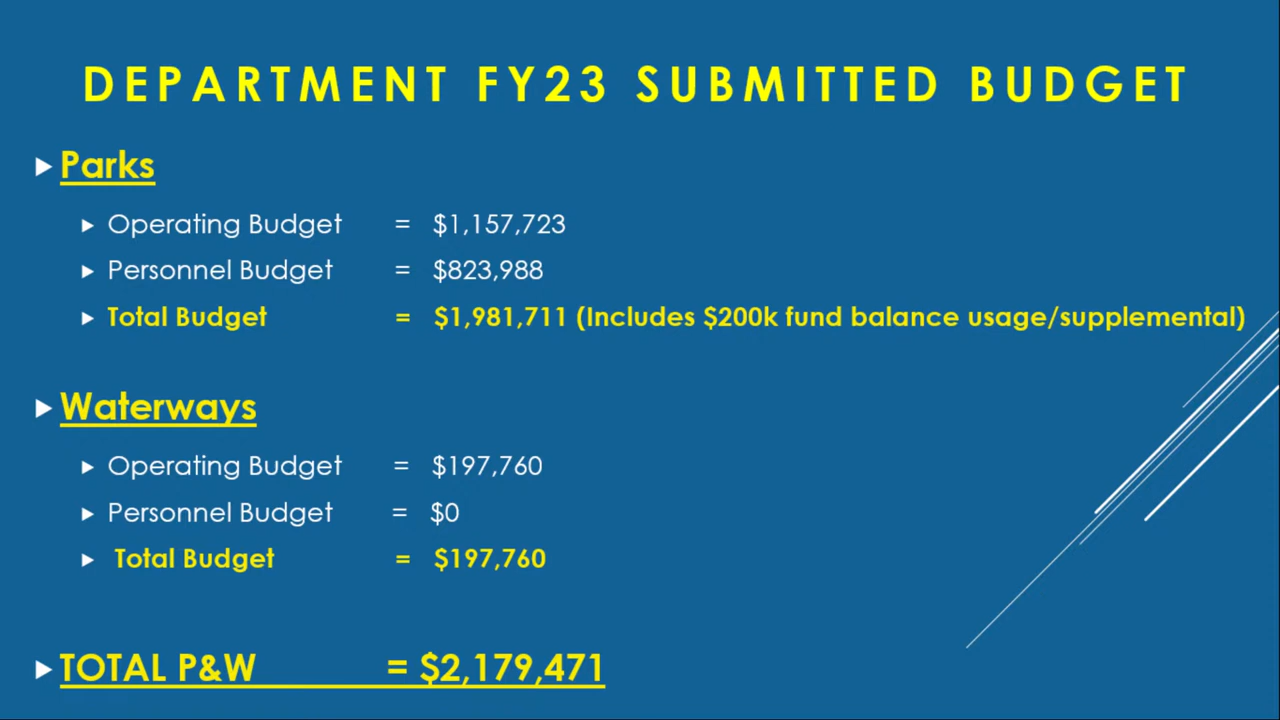 DEPARTMENT FY23 SUBMITTED BUDGET
Parks
Operating Budget = $1,157,723
Personnel Budget = $823,988
Total Budget = $1,981,711 (Includes $200k fund balance usage/supplemental)
Waterways
Operating Budget = $197,760
Personnel Budget = $0
Total Budget = $197,760
TOTAL P&W = $2,179,471